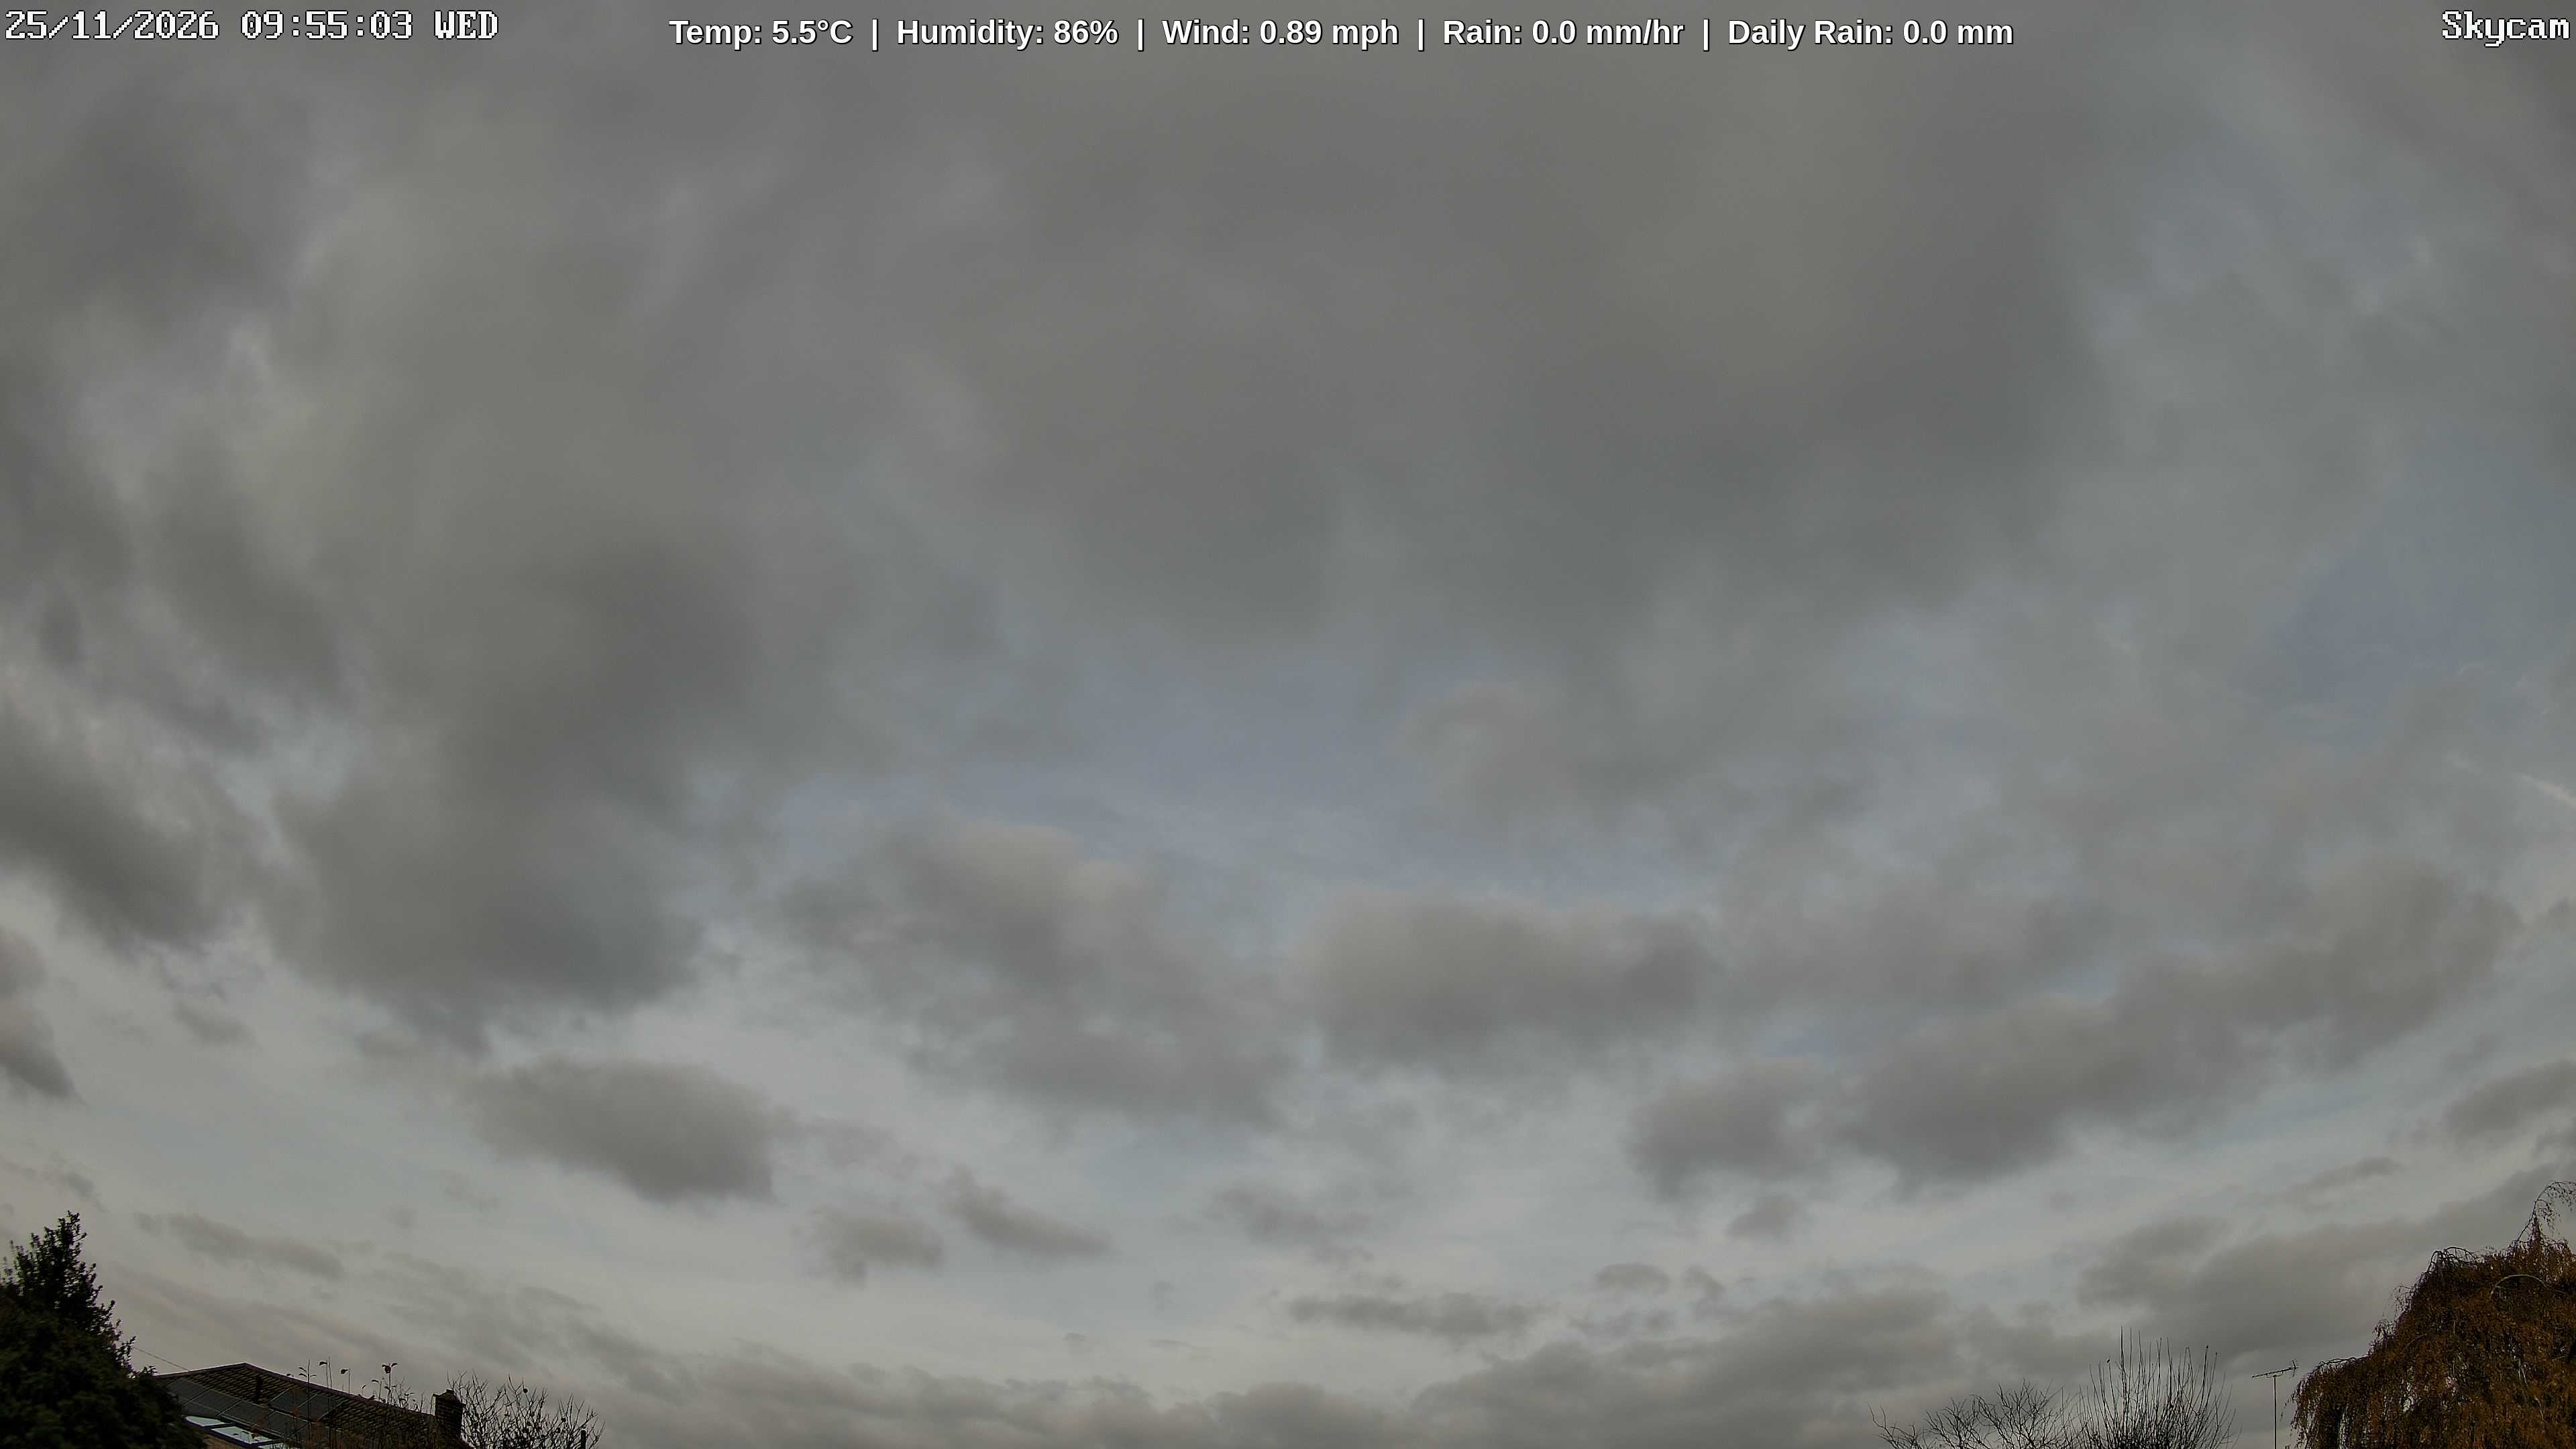 25/11/2026 09:55:03 WED
Temp: 5.5°C | Humidity: 86% | Wind: 0.89 mph | Rain: 0.0 mm/hr | Daily Rain: 0.0 mm
Skycam